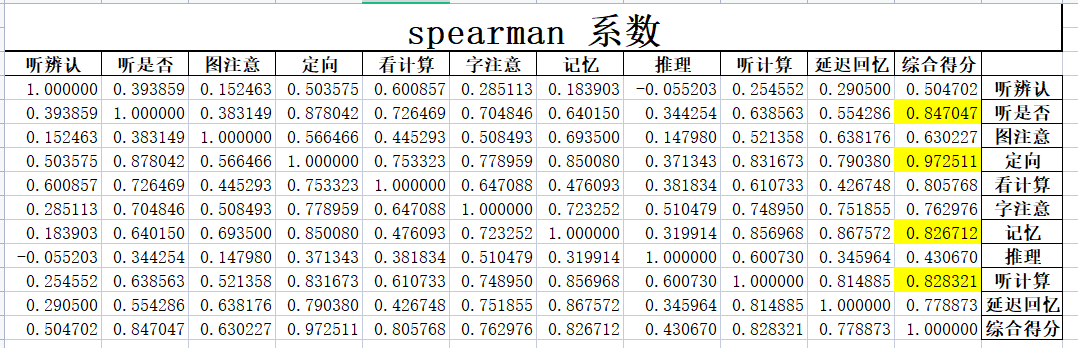 spearman 系数
听辨认 听是否 图注意 定向 看计算 字注意 记忆 推理 听计算 延迟回忆 综合得分
1.000000 0.393859 0.152463 0.503575 0.600857 0.285113 0.183903 -0.055203 0.254552 0.290500 0.504702 听辨认
0.393859 1.000000 0.383149 0.878042 0.726469 0.704846 0.640150 0.344254 0.638563 0.554286 0.847047 听是否
0.152463 0.383149 1.000000 0.566466 0.445293 0.508493 0.693500 0.147980 0.521358 0.638176 0.630227 图注意
0.503575 0.878042 0.566466 1.000000 0.753323 0.778959 0.850080 0.371343 0.831673 0.790380 0.972511 定向
0.600857 0.726469 0.445293 0.753323 1.000000 0.647088 0.476093 0.381834 0.610733 0.426748 0.805768 看计算
0.285113 0.704846 0.508493 0.778959 0.647088 1.000000 0.723252 0.510479 0.748950 0.751855 0.762976 字注意
0.183903 0.640150 0.693500 0.850080 0.476093 0.723252 1.000000 0.319914 0.856968 0.867572 0.826712 记忆
-0.055203 0.344254 0.147980 0.371343 0.381834 0.510479 0.319914 1.000000 0.600730 0.345964 0.430670 推理
0.254552 0.638563 0.521358 0.831673 0.610733 0.748950 0.856968 0.600730 1.000000 0.814885 0.828321 听计算
0.290500 0.554286 0.638176 0.790380 0.426748 0.751855 0.867572 0.345964 0.814885 1.000000 0.778873 延迟回忆
0.504702 0.847047 0.630227 0.972511 0.805768 0.762976 0.826712 0.430670 0.828321 0.778873 1.000000 综合得分